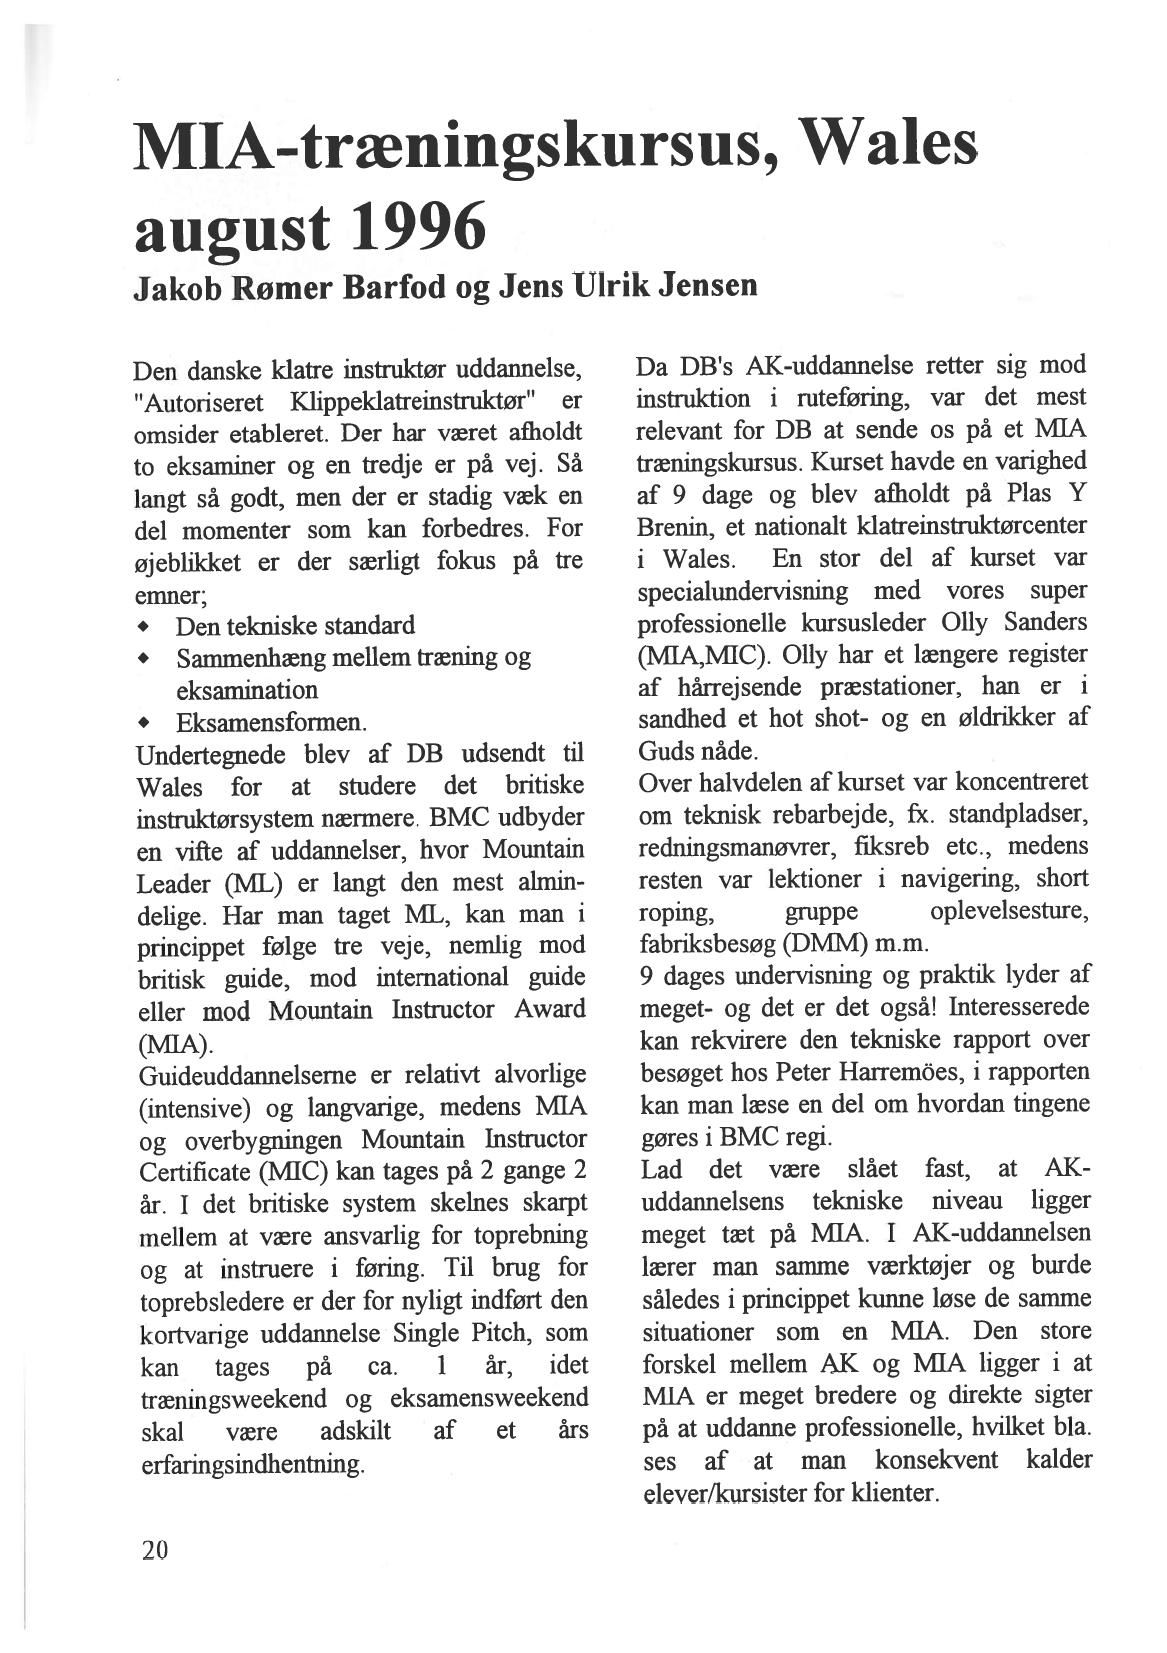 MIA-træningskursus, Wales
august 1996
Jakob Rømer Barfod og Jens Ulrik Jensen
Den danske klatre instruktør uddannelse,
"Autoriseret Klippeklatreinstruktør" er
omsider etableret. Der har været afholdt
to eksaminer og en tredje er på vej. Så
langt så godt, men der er stadig væk en
del momenter som kan forbedres. For
øjeblikket er der særligt fokus på tre
emner;
◆ Den tekniske standard
◆ Sammenhæng mellem træning og
eksamination
◆ Eksamensformen.
Undertegnede blev af DB udsendt til
Wales for at studere det britiske
instruktørsystem nærmere. BMC udbyder
en vifte af uddannelser, hvor Mountain
Leader (ML) er langt den mest almin-
delige. Har man taget ML, kan man i
princippet følge tre veje, nemlig mod
britisk guide, mod international guide
eller mod Mountain Instructor Award
(MIA).
Guideuddannelserne er relativt alvorlige
(intensive) og langvarige, medens MIA
og overbygningen Mountain Instructor
Certificate (MIC) kan tages på 2 gange 2
år. I det britiske system skelnes skarpt
mellem at være ansvarlig for toprebning
og at instruere i føring. Til brug for
toprebsledere er der for nyligt indført den
kortvarige uddannelse Single Pitch, som
kan tages på ca. 1 år, idet
træningsweekend og eksamensweekend
skal være adskilt af et års
erfaringsindhentning.
Da DB's AK-uddannelse retter sig mod
instruktion i ruteføring, var det mest
relevant for DB at sende os på et MIA
træningskursus. Kurset havde en varighed
af 9 dage og blev afholdt på Plas Y
Brenin, et nationalt klatreinstruktørcenter
i Wales. En stor del af kurset var
specialundervisning med vores super
professionelle kursusleder Olly Sanders
(MIA,MIC). Olly har et længere register
af hårrejsende præstationer, han er i
sandhed et hot shot- og en øldrikker af
Guds nåde.
Over halvdelen af kurset var koncentreret
om teknisk rebarbejde, fx. standpladser,
redningsmanøvrer, fiksreb etc., medens
resten var lektioner i navigering, short
roping, gruppe oplevelsesture,
fabriksbesøg (DMM) m.m.
9 dages undervisning og praktik lyder af
meget- og det er det også! Interesserede
kan rekvirere den tekniske rapport over
besøget hos Peter Harremöes, i rapporten
kan man læse en del om hvordan tingene
gøres i BMC regi.
Lad det være slået fast, at AK-
uddannelsens tekniske niveau ligger
meget tæt på MIA. I AK-uddannelsen
lærer man samme værktøjer og burde
således i princippet kunne løse de samme
situationer som en MIA. Den store
forskel mellem AK og MIA ligger i at
MIA er meget bredere og direkte sigter
på at uddanne professionelle, hvilket bla.
ses af at man konsekvent kalder
elever/kursister for klienter.
20